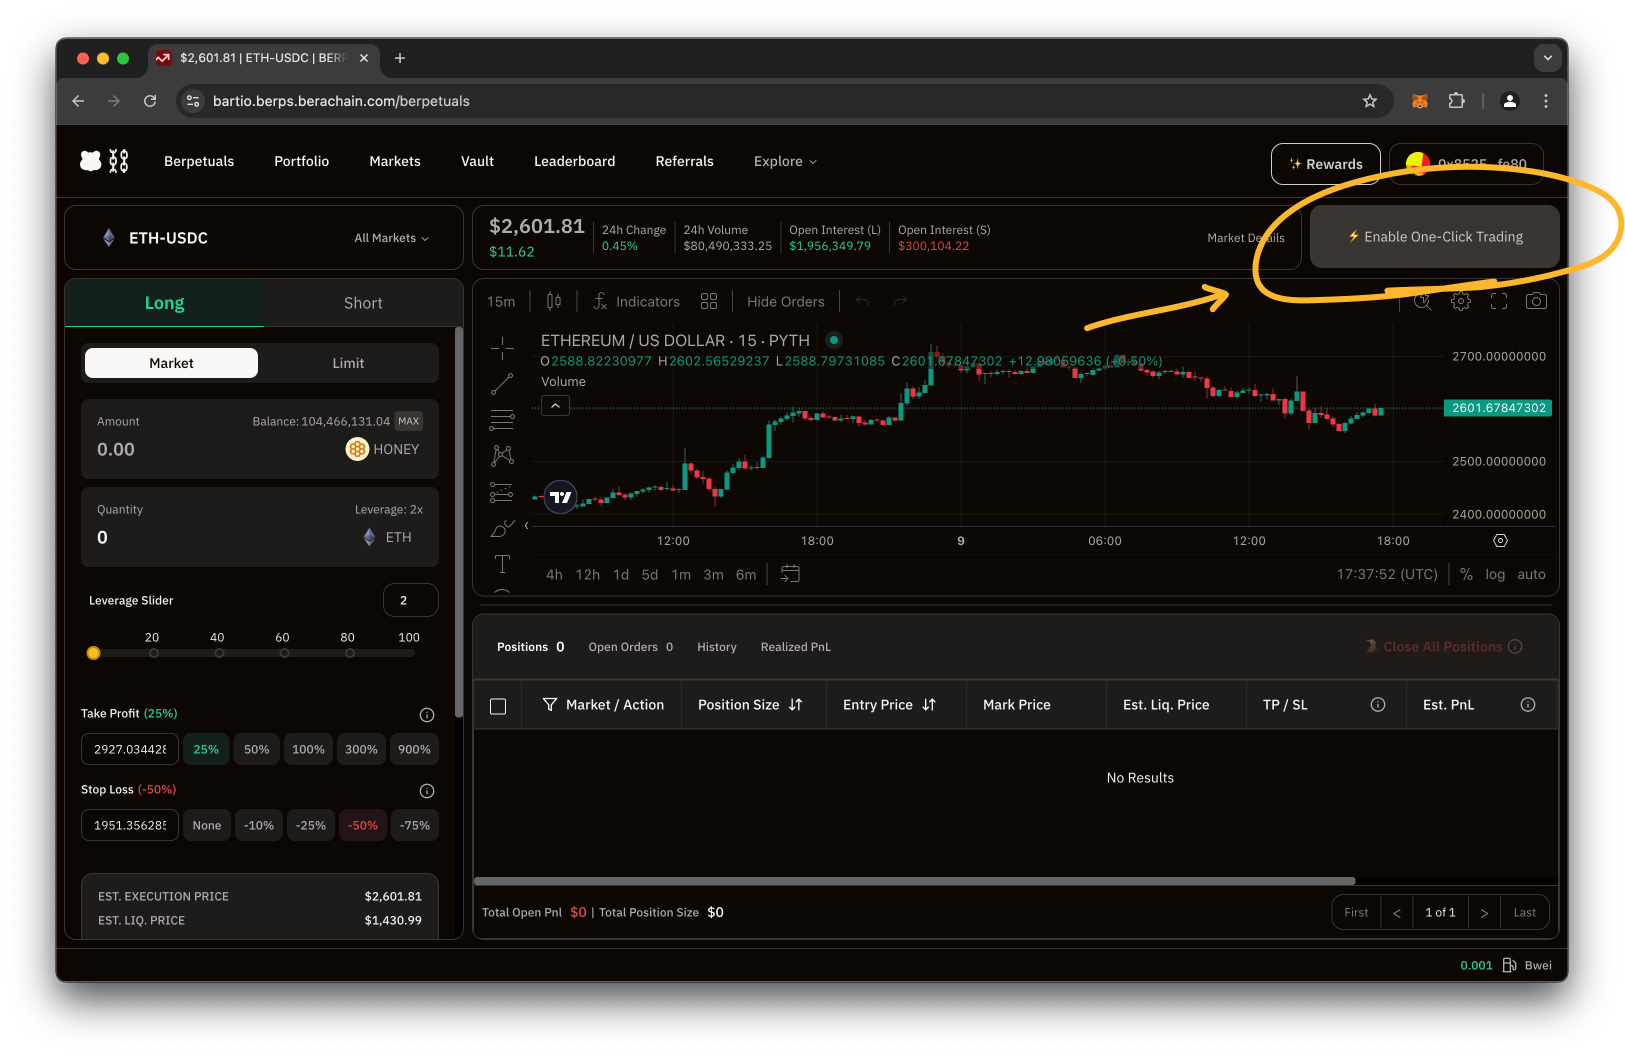 $2,601.81 | ETH-USDC | BERP
bartio.berps.berachain.com/berpetuals
Berpetuals Portfolio Markets Vault Leaderboard Referrals Explore
Rewards
0x852E...fe80
ETH-USDC All Markets
$2,601.81
$11.62
24h Change
0.45%
24h Volume
$80,490,333.25
Open Interest (L)
$1,956,349.79
Open Interest (S)
$300,104.22
Market Details
Enable One-Click Trading
Long Short
Market Limit
Amount Balance: 104,466,131.04 MAX
0.00 HONEY
Quantity Leverage: 2x
0 ETH
Leverage Slider 2
20 40 60 80 100
Take Profit (25%)
2927.034428 25% 50% 100% 300% 900%
Stop Loss (-50%)
1951.356285 None -10% -25% -50% -75%
EST. EXECUTION PRICE $2,601.81
EST. LIQ. PRICE $1,430.99
15m Indicators Hide Orders
ETHEREUM / US DOLLAR · 15 · PYTH
O2588.82230977 H2602.56529237 L2588.79731085 C2601.67847302 +12.98059636 (+0.50%)
Volume
2700.00000000
2601.67847302
2500.00000000
2400.00000000
12:00 18:00 9 06:00 12:00 18:00
4h 12h 1d 5d 1m 3m 6m 17:37:52 (UTC) % log auto
Positions 0 Open Orders 0 History Realized PnL Close All Positions
Market / Action Position Size Entry Price Mark Price Est. Liq. Price TP / SL Est. PnL
No Results
Total Open Pnl $0 | Total Position Size $0 First < 1 of 1 > Last
0.001 Bwei